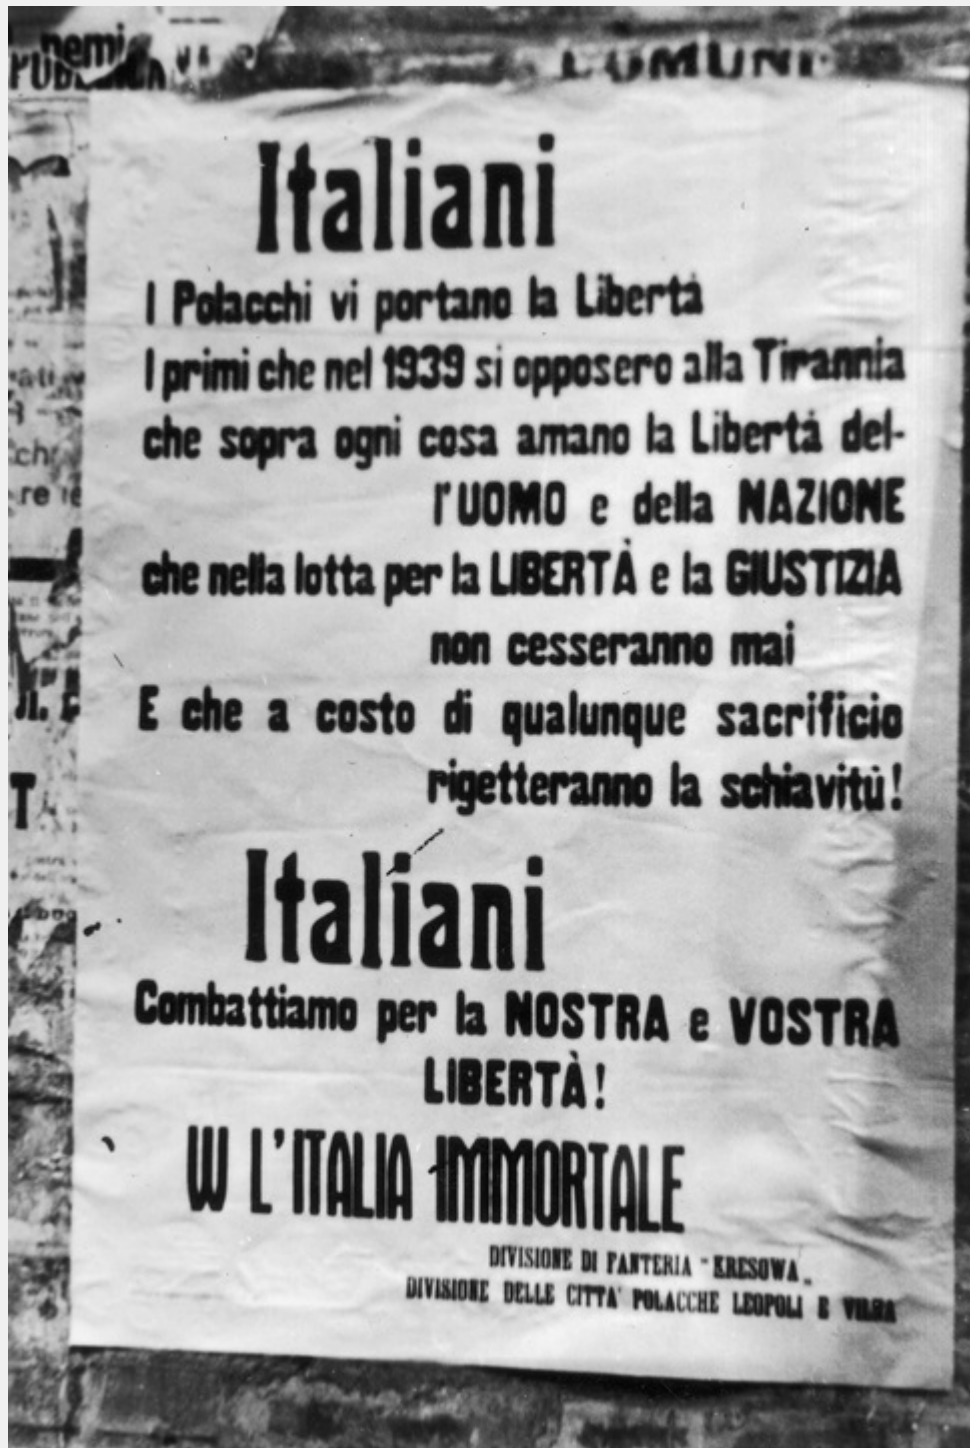 nemi
PUBBLICA
COMUNE
Italiani
I Polacchi vi portano la Libertà
I primi che nel 1939 si opposero alla Tirannia
che sopra ogni cosa amano la Libertà del-
l'UOMO e della NAZIONE
che nella lotta per la LIBERTÀ e la GIUSTIZIA
non cesseranno mai
E che a costo di qualunque sacrificio
rigetteranno la schiavitù!
Italiani
Combattiamo per la NOSTRA e VOSTRA
LIBERTÀ!
W L'ITALIA IMMORTALE
DIVISIONE DI FANTERIA "KRESOWA„
DIVISIONE DELLE CITTA' POLACCHE LEOPOLI E VILNA